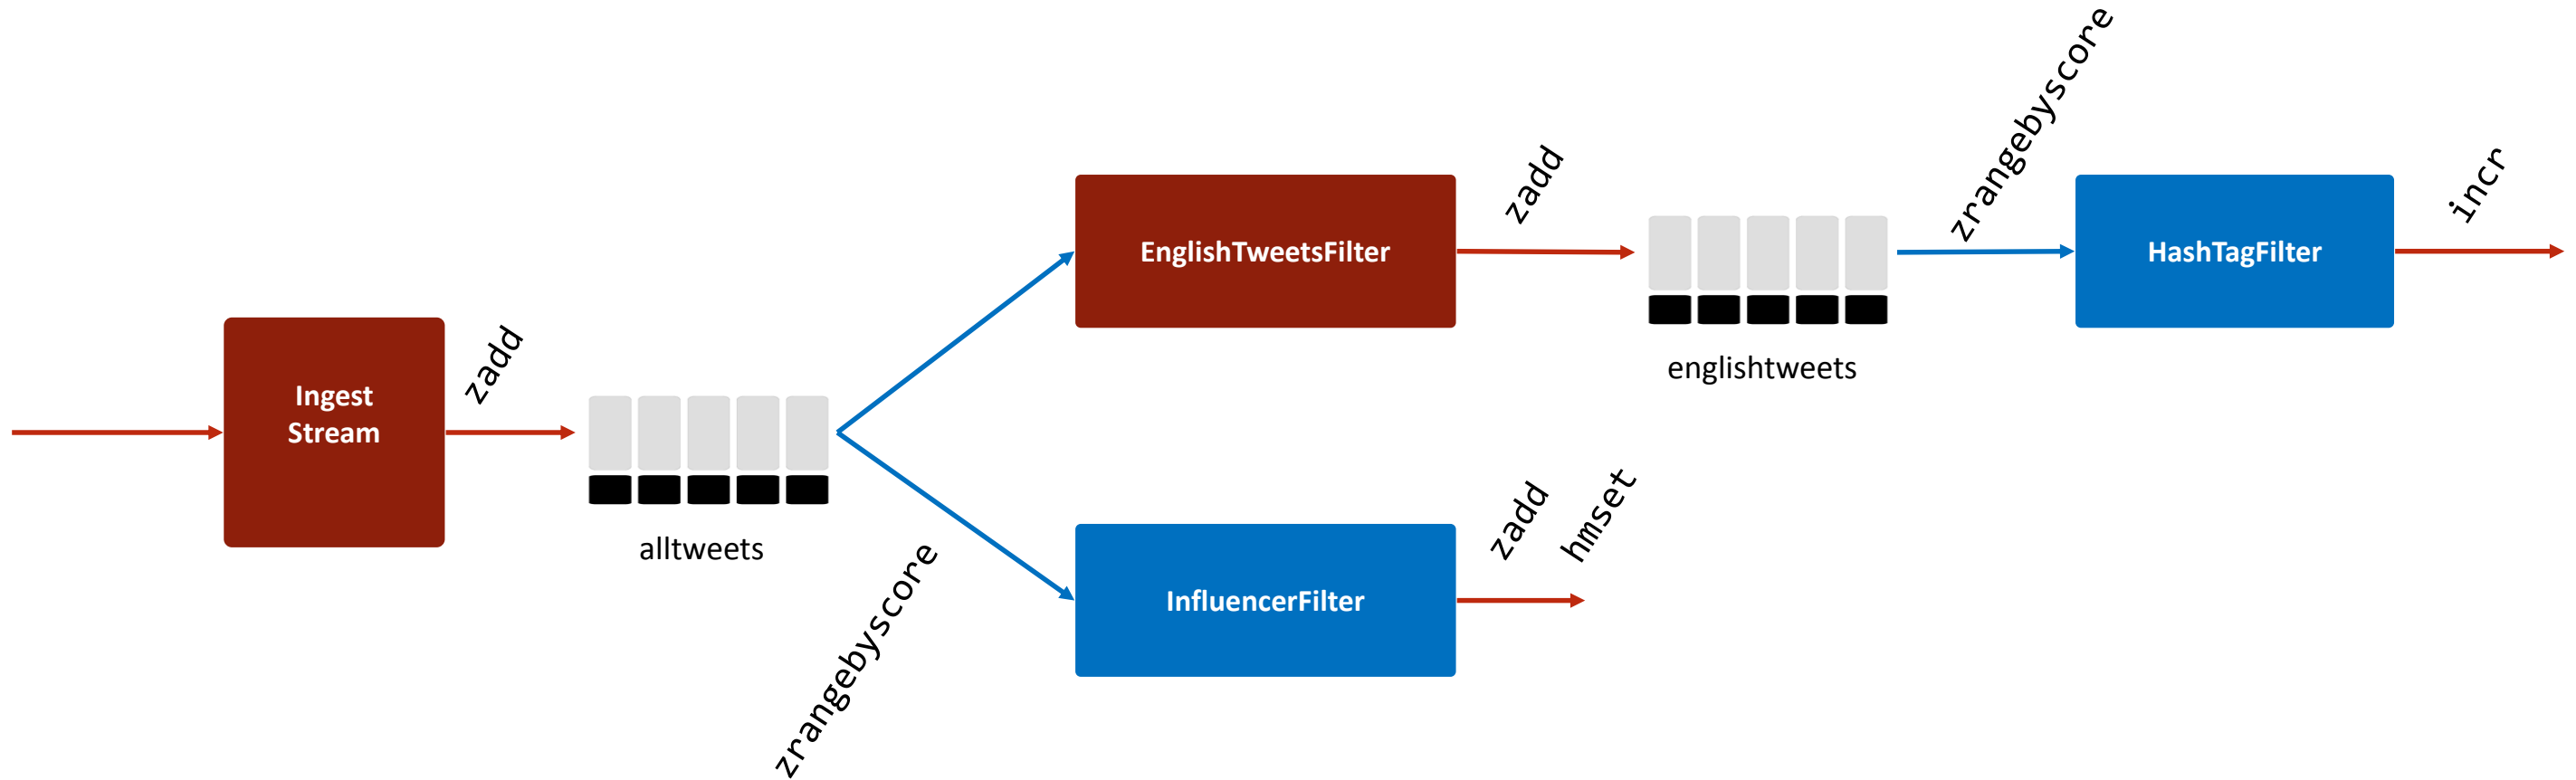 Ingest
Stream
zadd
alltweets
zrangebyscore
EnglishTweetsFilter
zadd
englishtweets
zrangebyscore
HashTagFilter
incr
InfluencerFilter
zadd
hmset